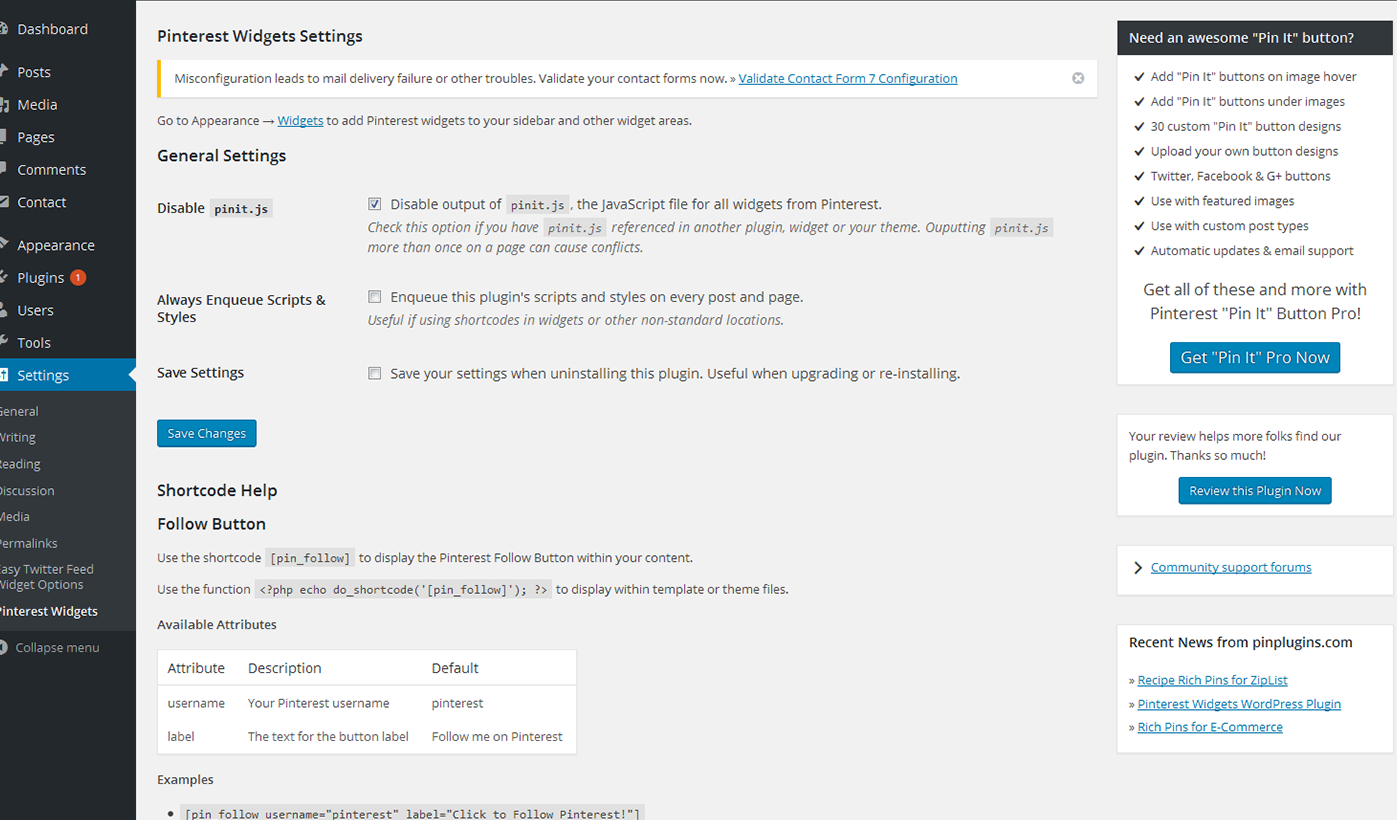 Dashboard
Posts
Media
Pages
Comments
Contact
Appearance
Plugins 1
Users
Tools
Settings
General
Writing
Reading
Discussion
Media
Permalinks
Easy Twitter Feed
Widget Options
Pinterest Widgets
Collapse menu
Pinterest Widgets Settings
Misconfiguration leads to mail delivery failure or other troubles. Validate your contact forms now. » Validate Contact Form 7 Configuration
Go to Appearance → Widgets to add Pinterest widgets to your sidebar and other widget areas.
General Settings
Disable pinit.js
Disable output of pinit.js, the JavaScript file for all widgets from Pinterest.
Check this option if you have pinit.js referenced in another plugin, widget or your theme. Ouputting pinit.js
more than once on a page can cause conflicts.
Always Enqueue Scripts &
Styles
Enqueue this plugin's scripts and styles on every post and page.
Useful if using shortcodes in widgets or other non-standard locations.
Save Settings
Save your settings when uninstalling this plugin. Useful when upgrading or re-installing.
Save Changes
Shortcode Help
Follow Button
Use the shortcode [pin_follow] to display the Pinterest Follow Button within your content.
Use the function <?php echo do_shortcode('[pin_follow]'); ?> to display within template or theme files.
Available Attributes
Attribute Description Default
username Your Pinterest username pinterest
label The text for the button label Follow me on Pinterest
Examples
• [pin_follow username="pinterest" label="Click to Follow Pinterest!"]
Need an awesome "Pin It" button?
✔ Add "Pin It" buttons on image hover
✔ Add "Pin It" buttons under images
✔ 30 custom "Pin It" button designs
✔ Upload your own button designs
✔ Twitter, Facebook & G+ buttons
✔ Use with featured images
✔ Use with custom post types
✔ Automatic updates & email support
Get all of these and more with
Pinterest "Pin It" Button Pro!
Get "Pin It" Pro Now
Your review helps more folks find our
plugin. Thanks so much!
Review this Plugin Now
Community support forums
Recent News from pinplugins.com
» Recipe Rich Pins for ZipList
» Pinterest Widgets WordPress Plugin
» Rich Pins for E-Commerce